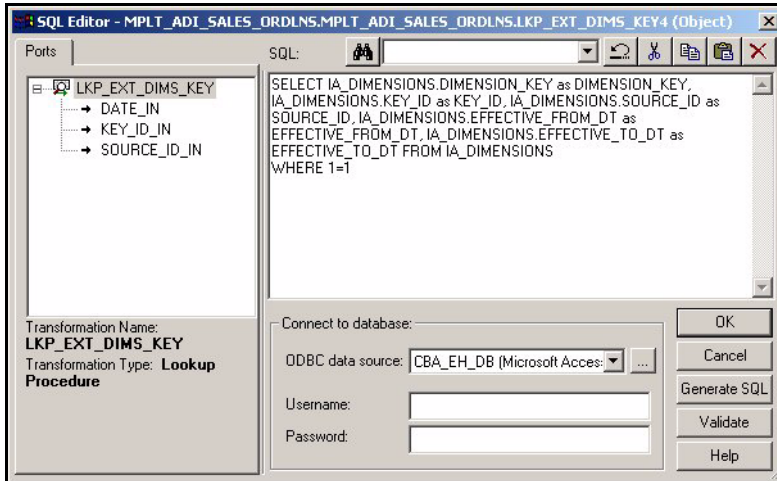 SQL Editor - MPLT_ADI_SALES_ORDLNS.MPLT_ADI_SALES_ORDLNS.LKP_EXT_DIMS_KEY4 (Object)
Ports
SQL:
LKP_EXT_DIMS_KEY
DATE_IN
KEY_ID_IN
SOURCE_ID_IN
SELECT IA_DIMENSIONS.DIMENSION_KEY as DIMENSION_KEY,
IA_DIMENSIONS.KEY_ID as KEY_ID, IA_DIMENSIONS.SOURCE_ID as
SOURCE_ID, IA_DIMENSIONS.EFFECTIVE_FROM_DT as
EFFECTIVE_FROM_DT, IA_DIMENSIONS.EFFECTIVE_TO_DT as
EFFECTIVE_TO_DT FROM IA_DIMENSIONS
WHERE 1=1
Transformation Name:
LKP_EXT_DIMS_KEY
Transformation Type: Lookup
Procedure
Connect to database:
ODBC data source: CBA_EH_DB (Microsoft Acces:
...
Username:
Password:
OK
Cancel
Generate SQL
Validate
Help